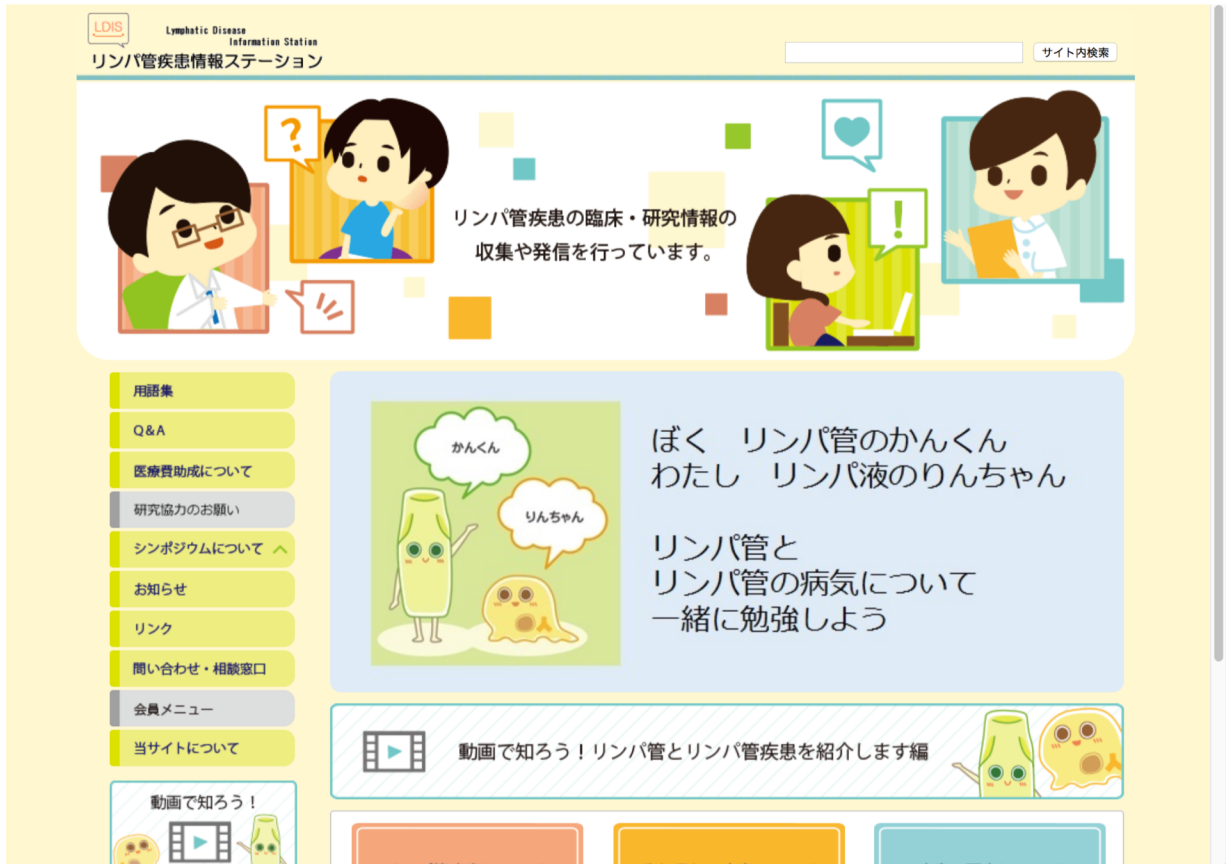 LDIS
Lymphatic Disease
Information Station
リンパ管疾患情報ステーション
サイト内検索
?
リンパ管疾患の臨床・研究情報の
収集や発信を行っています。
!
用語集
Q&A
医療費助成について
研究協力のお願い
シンポジウムについて
お知らせ
リンク
問い合わせ・相談窓口
会員メニュー
当サイトについて
動画で知ろう！
かんくん
りんちゃん
ぼく　リンパ管のかんくん
わたし　リンパ液のりんちゃん
リンパ管と
リンパ管の病気について
一緒に勉強しよう
動画で知ろう！リンパ管とリンパ管疾患を紹介します編